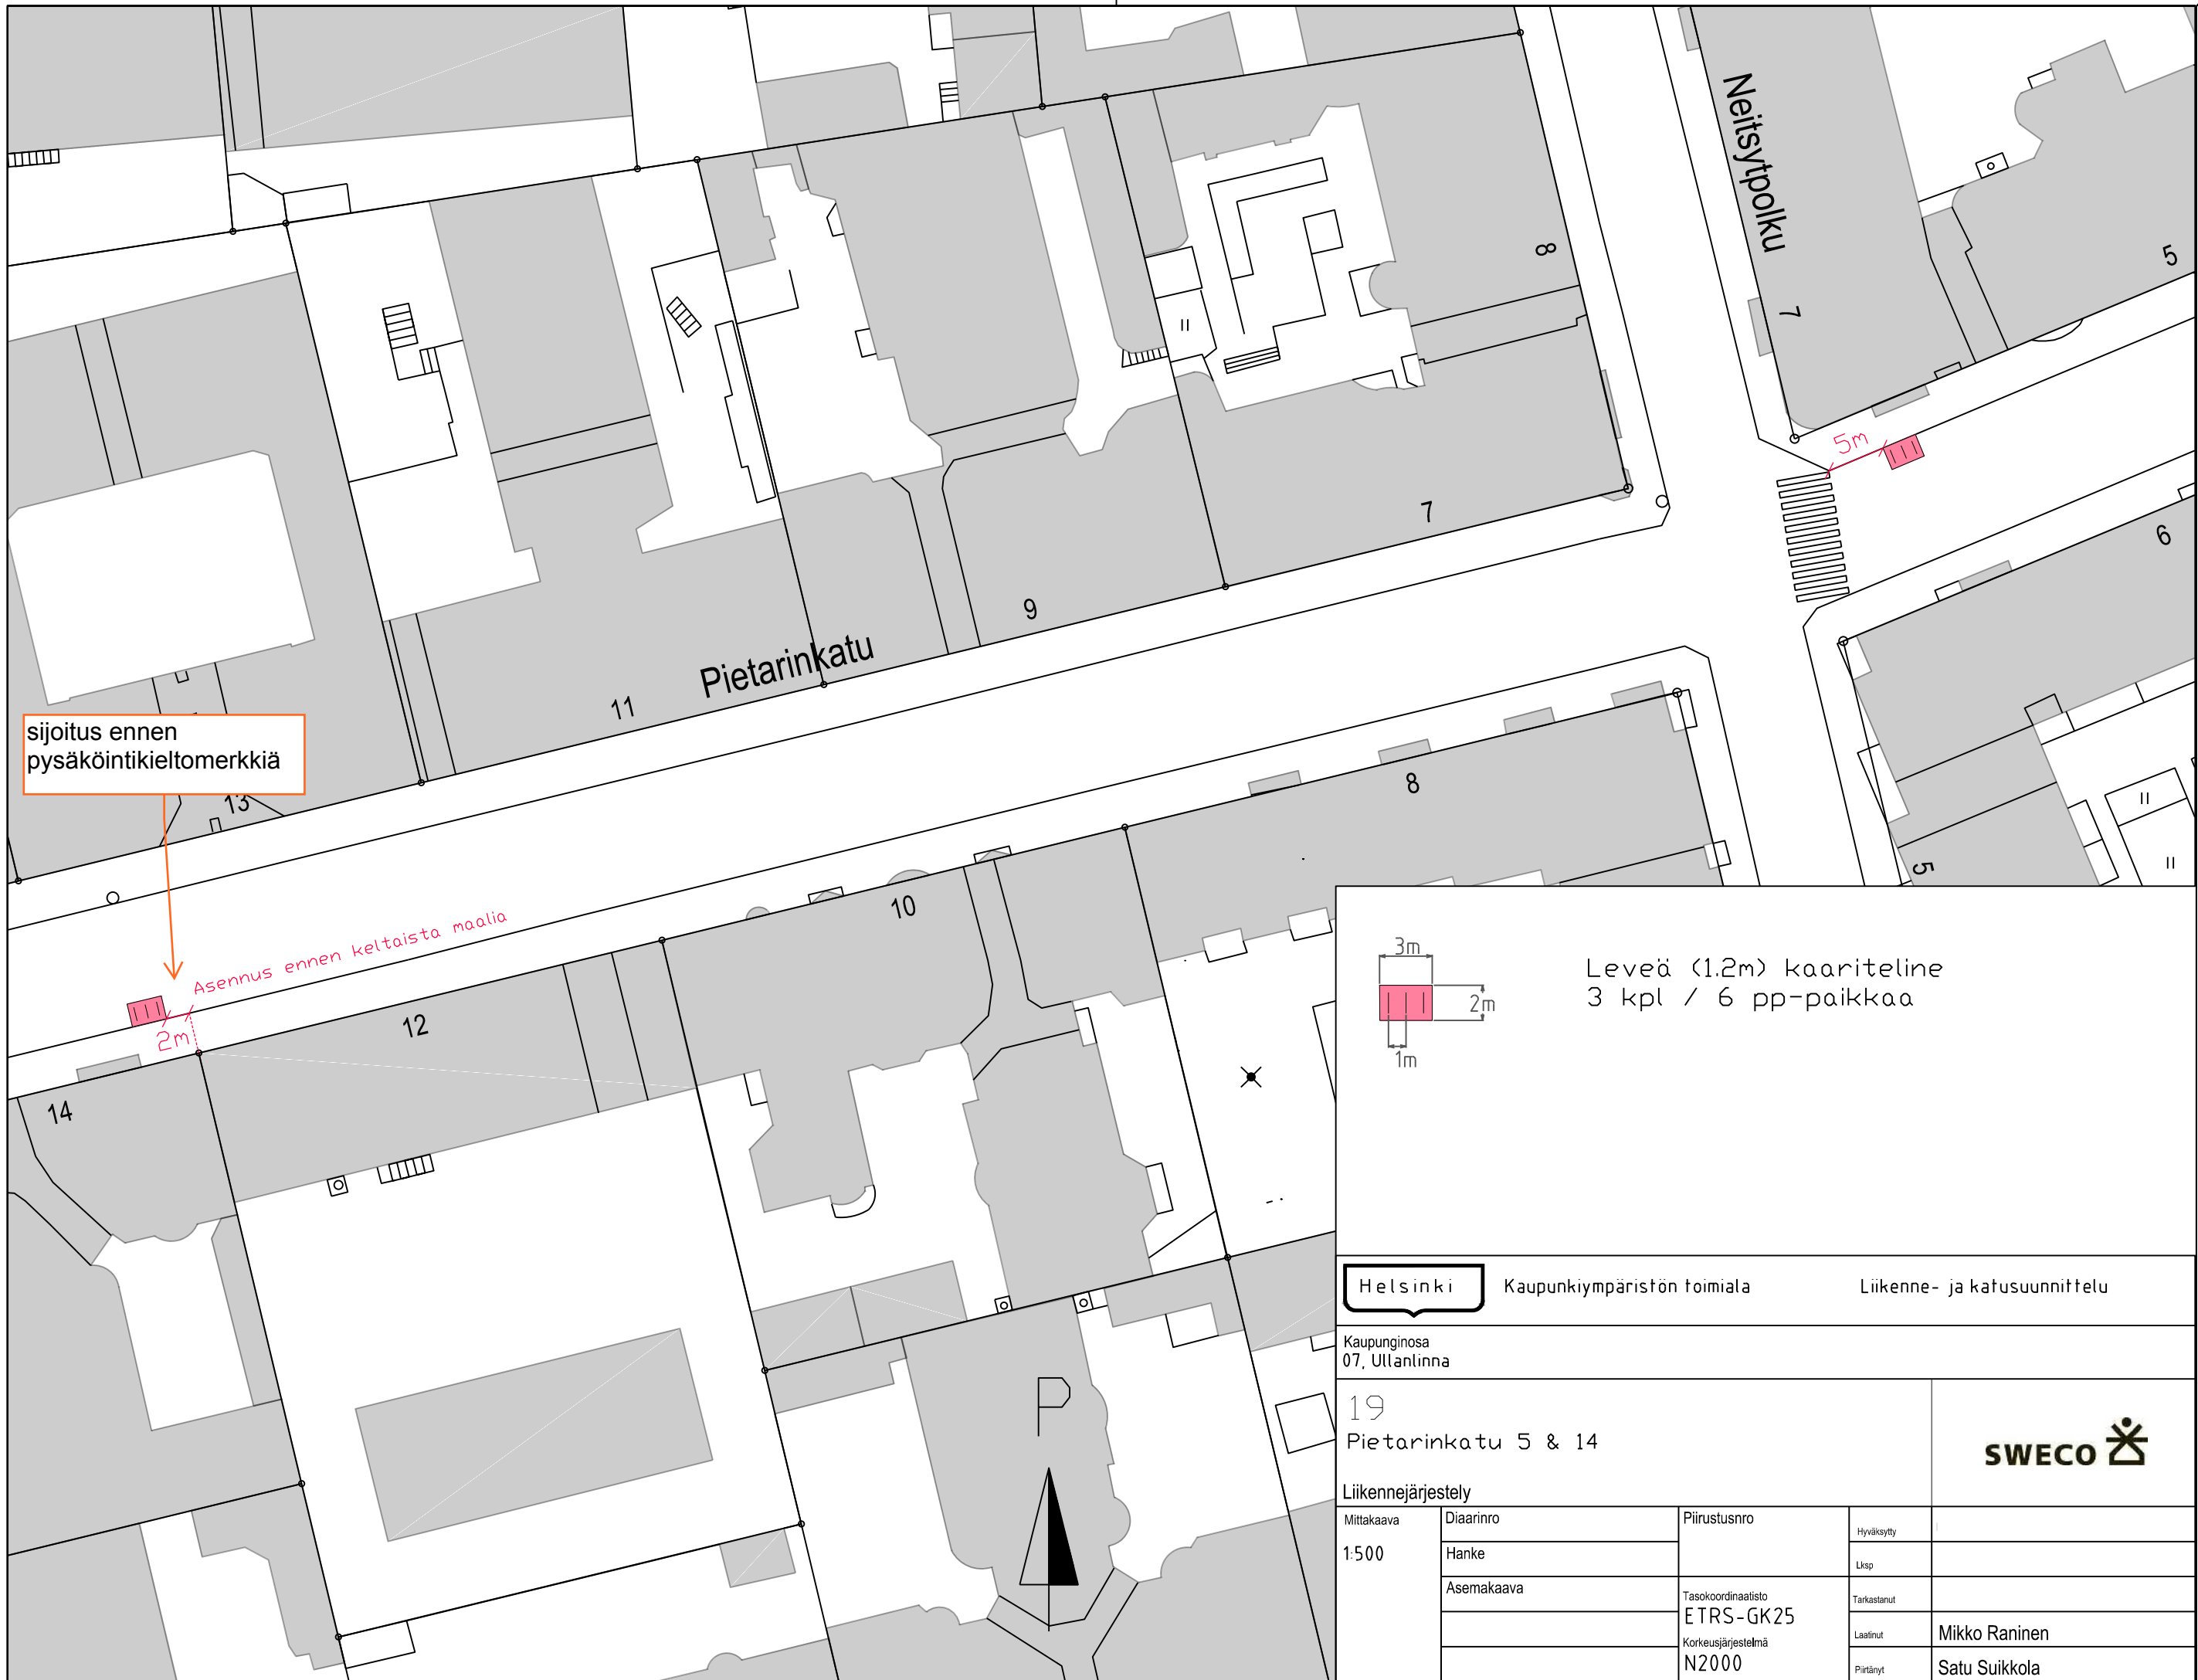 Neitsytpolku
8
7
5
II
5m
7
6
9
Pietarinkatu
11
sijoitus ennen
pysäköintikieltomerkkiä
13
8
II
II
5
10
Asennus ennen keltaista maalia
2m
12
14
3m
2m
1m
Leveä (1.2m) kaariteline
3 kpl / 6 pp-paikkaa
P
Helsinki Kaupunkiympäristön toimiala Liikenne- ja katusuunnittelu
Kaupunginosa
07, Ullanlinna
19
Pietarinkatu 5 & 14
SWECO
Liikennejärjestely
Mittakaava
1:500
Diaarinro
Hanke
Asemakaava
Piirustusnro
Tasokoordinaatisto
ETRS-GK25
Korkeusjärjestelmä
N2000
Hyväksytty
Lksp
Tarkastanut
Laatinut Mikko Raninen
Piirtänyt Satu Suikkola